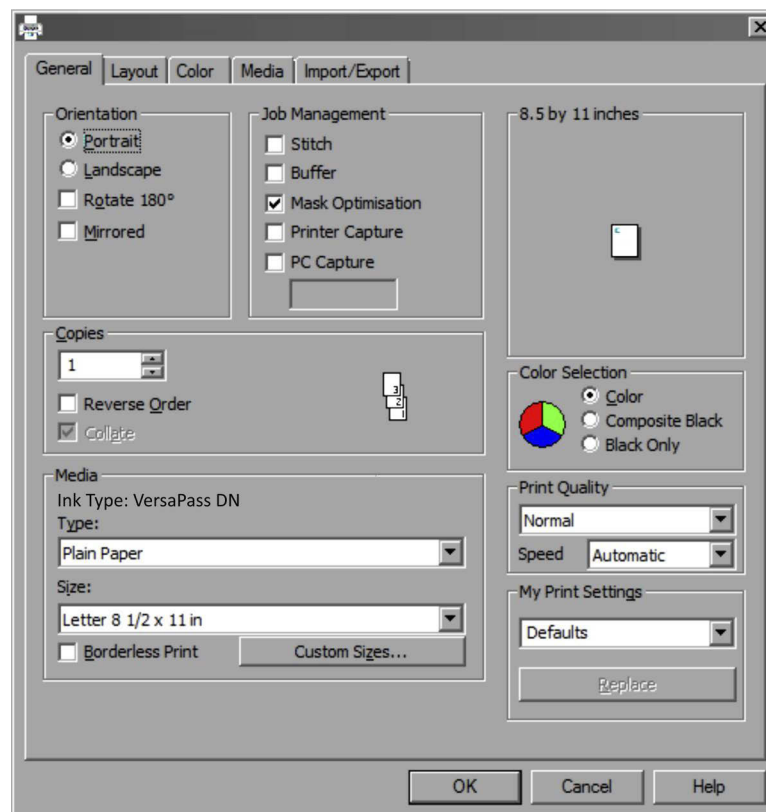 General
Layout
Color
Media
Import/Export
Orientation
Portrait
Landscape
Rotate 180°
Mirrored
Job Management
Stitch
Buffer
Mask Optimisation
Printer Capture
PC Capture
8.5 by 11 inches
Copies
1
Reverse Order
Collate
3
2
1
Color Selection
Color
Composite Black
Black Only
Media
Ink Type: VersaPass DN
Type:
Plain Paper
Size:
Letter 8 1/2 x 11 in
Borderless Print
Custom Sizes...
Print Quality
Normal
Speed
Automatic
My Print Settings
Defaults
Replace
OK
Cancel
Help